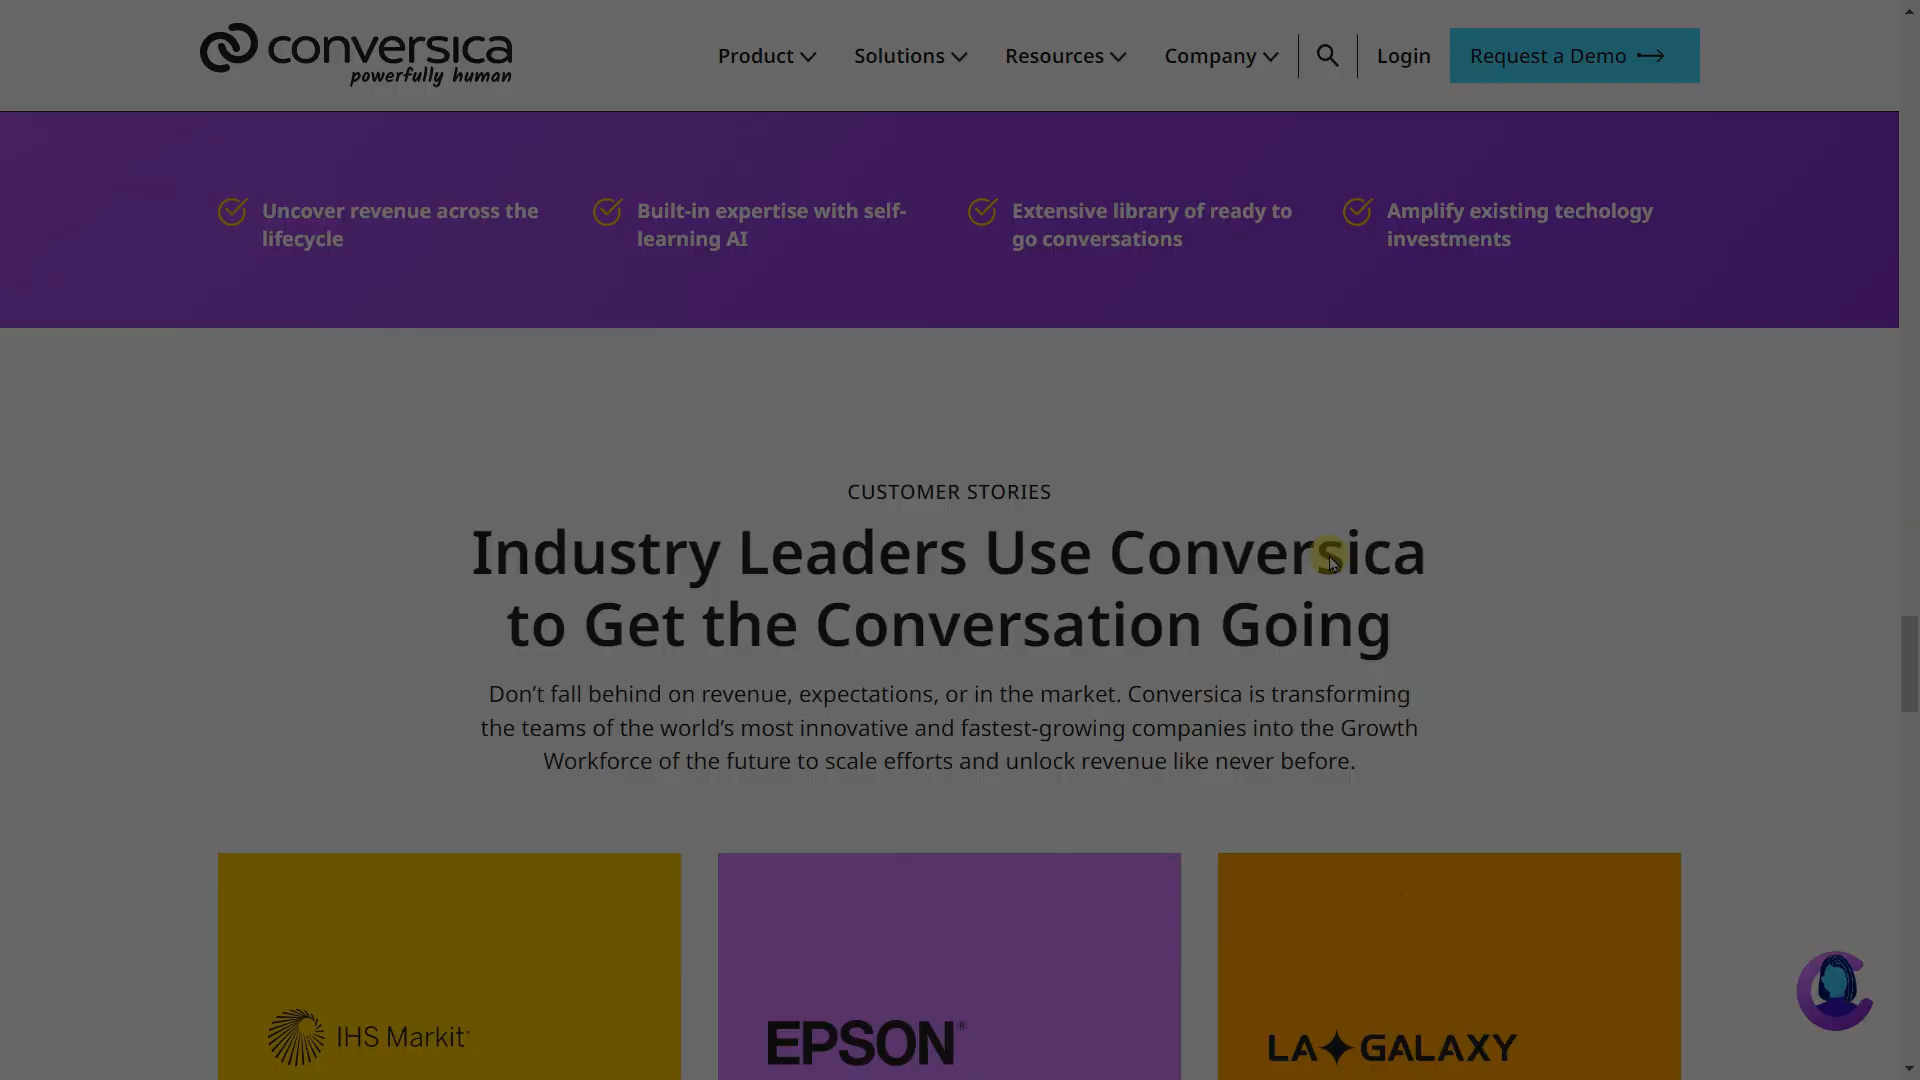 conversica
powerfully human
Product
Solutions
Resources
Company
Login
Request a Demo
Uncover revenue across the
lifecycle
Built-in expertise with self-
learning AI
Extensive library of ready to
go conversations
Amplify existing techology
investments
CUSTOMER STORIES
Industry Leaders Use Conversica
to Get the Conversation Going
Don’t fall behind on revenue, expectations, or in the market. Conversica is transforming
the teams of the world’s most innovative and fastest-growing companies into the Growth
Workforce of the future to scale efforts and unlock revenue like never before.
IHS Markit
EPSON®
LA GALAXY